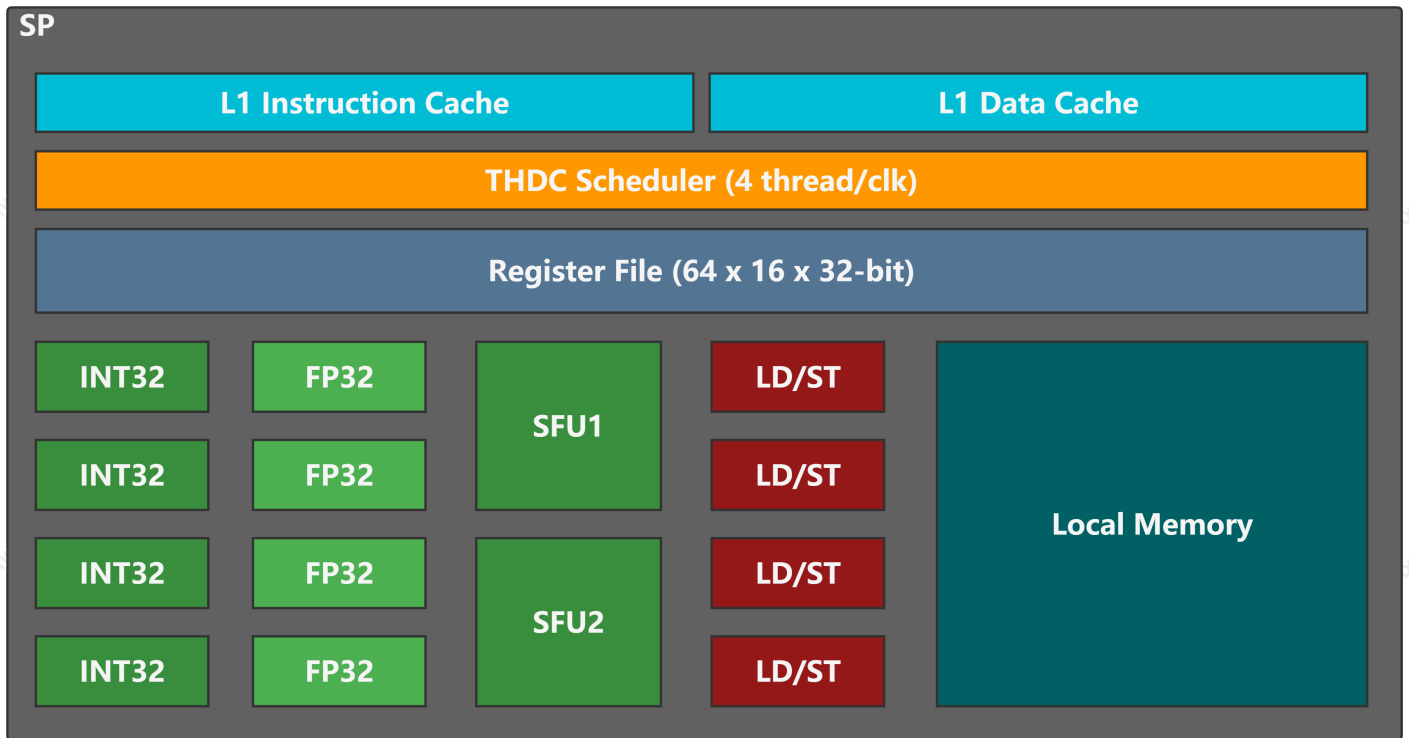 SP
L1 Instruction Cache
L1 Data Cache
THDC Scheduler (4 thread/clk)
Register File (64 x 16 x 32-bit)
INT32
FP32
SFU1
LD/ST
INT32
FP32
LD/ST
Local Memory
INT32
FP32
SFU2
LD/ST
INT32
FP32
LD/ST